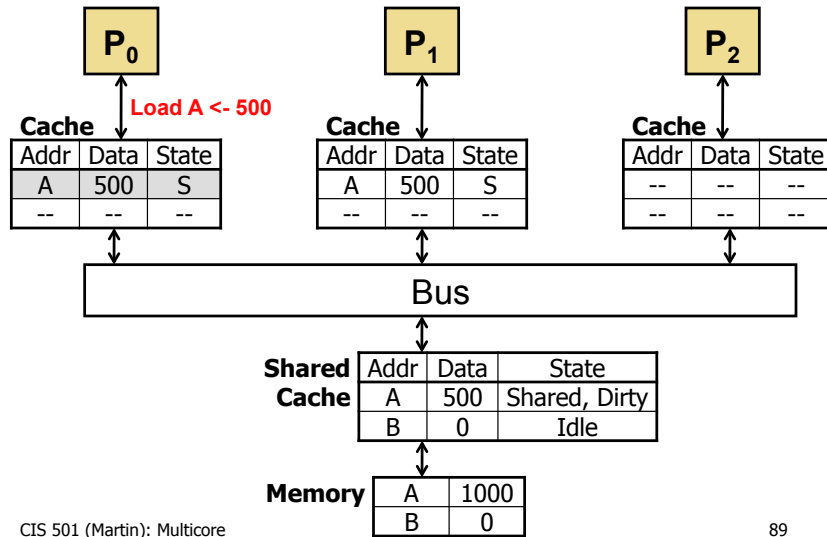 P0 P1 P2
Load A <- 500
Cache Cache Cache
Addr Data State Addr Data State Addr Data State
A 500 S A 500 S -- -- --
-- -- -- -- -- -- -- -- --
Bus
Shared Addr Data State
Cache A 500 Shared, Dirty
B 0 Idle
Memory A 1000
B 0
CIS 501 (Martin): Multicore 89